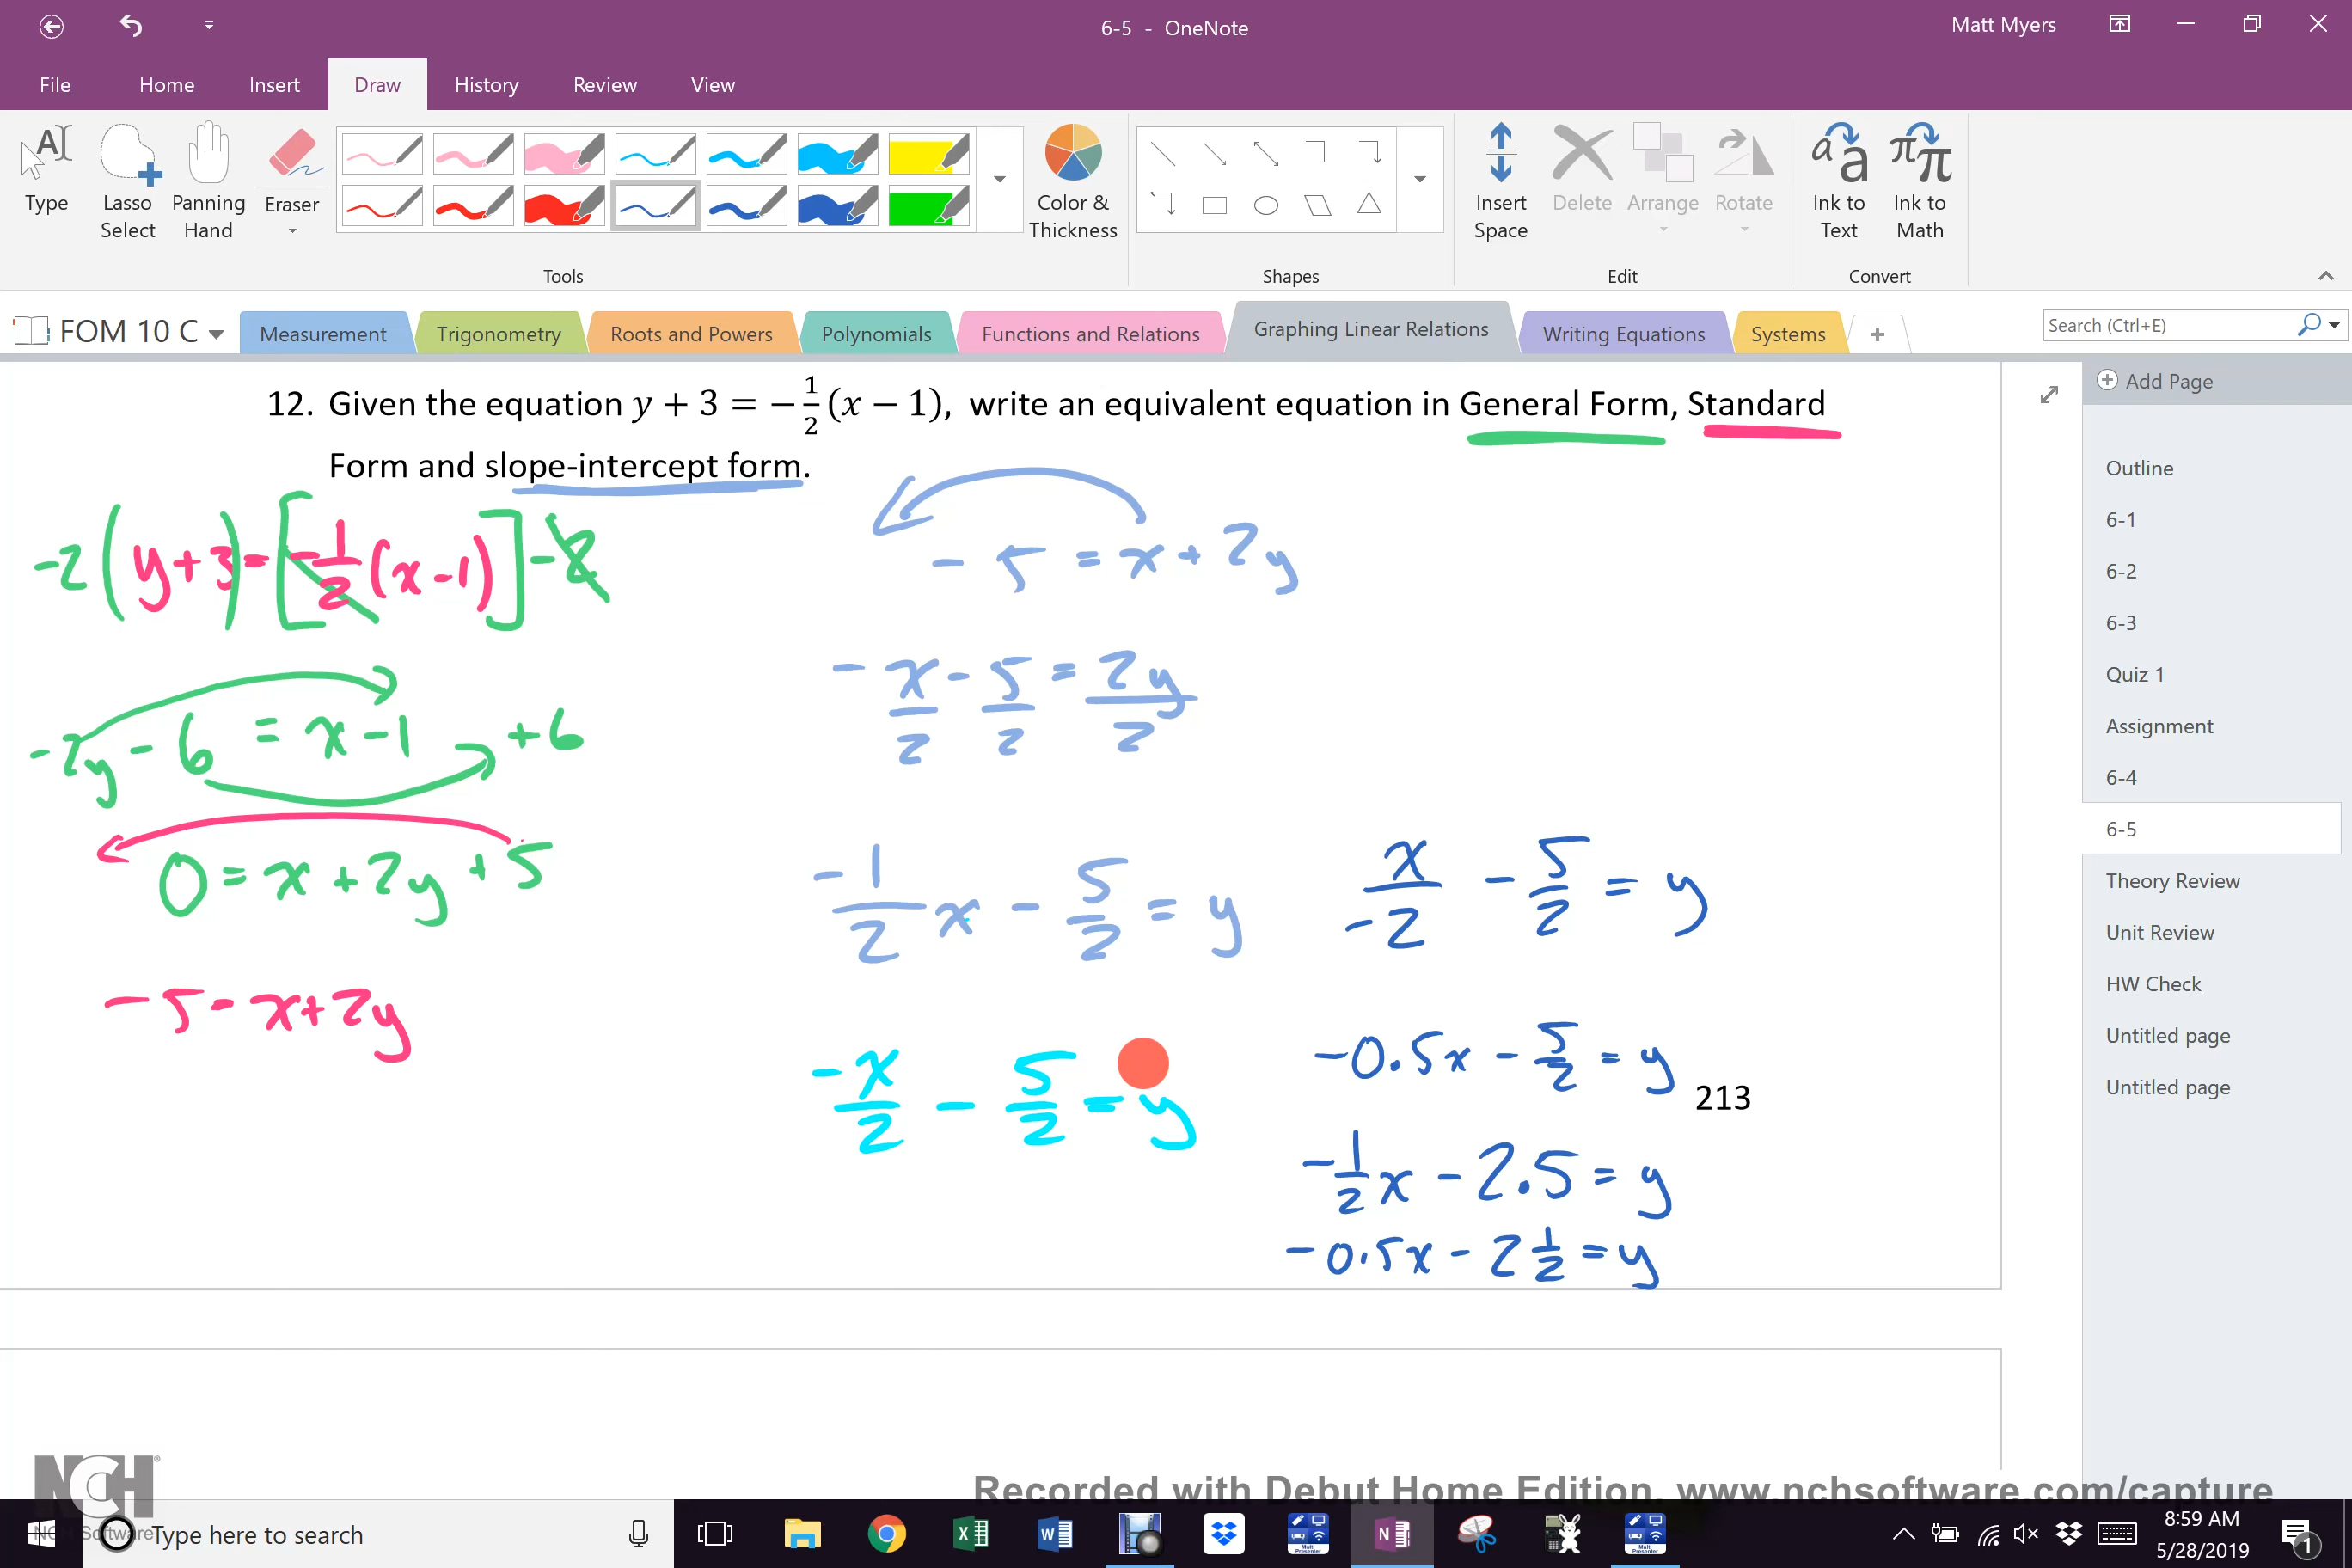 6-5 - OneNote
Matt Myers
File Home Insert Draw History Review View
Type
Lasso Select
Panning Hand
Eraser
Color & Thickness
Insert Space
Delete
Arrange
Rotate
Ink to Text
Ink to Math
Tools
Shapes
Edit
Convert
FOM 10 C
Measurement Trigonometry Roots and Powers Polynomials Functions and Relations Graphing Linear Relations Writing Equations Systems +
Search (Ctrl+E)
12. Given the equation y + 3 = −1/2(x − 1), write an equivalent equation in General Form, Standard
Form and slope-intercept form.
-2(y+3)=[-1/2(x-1)]-2
-2y - 6 = x - 1 +6
0 = x + 2y + 5
-5 = x + 2y
- 5 = x + 2y
-x/2 - 5/2 = 2y/2
-1/2 x - 5/2 = y
-x/2 - 5/2 = y
x/-2 - 5/2 = y
-0.5x - 5/2 = y
213
-1/2 x - 2.5 = y
-0.5x - 2 1/2 = y
Add Page
Outline
6-1
6-2
6-3
Quiz 1
Assignment
6-4
6-5
Theory Review
Unit Review
HW Check
Untitled page
Untitled page
NCH
NCH Software
Recorded with Debut Home Edition. www.nchsoftware.com/capture
Type here to search
8:59 AM
5/28/2019
1